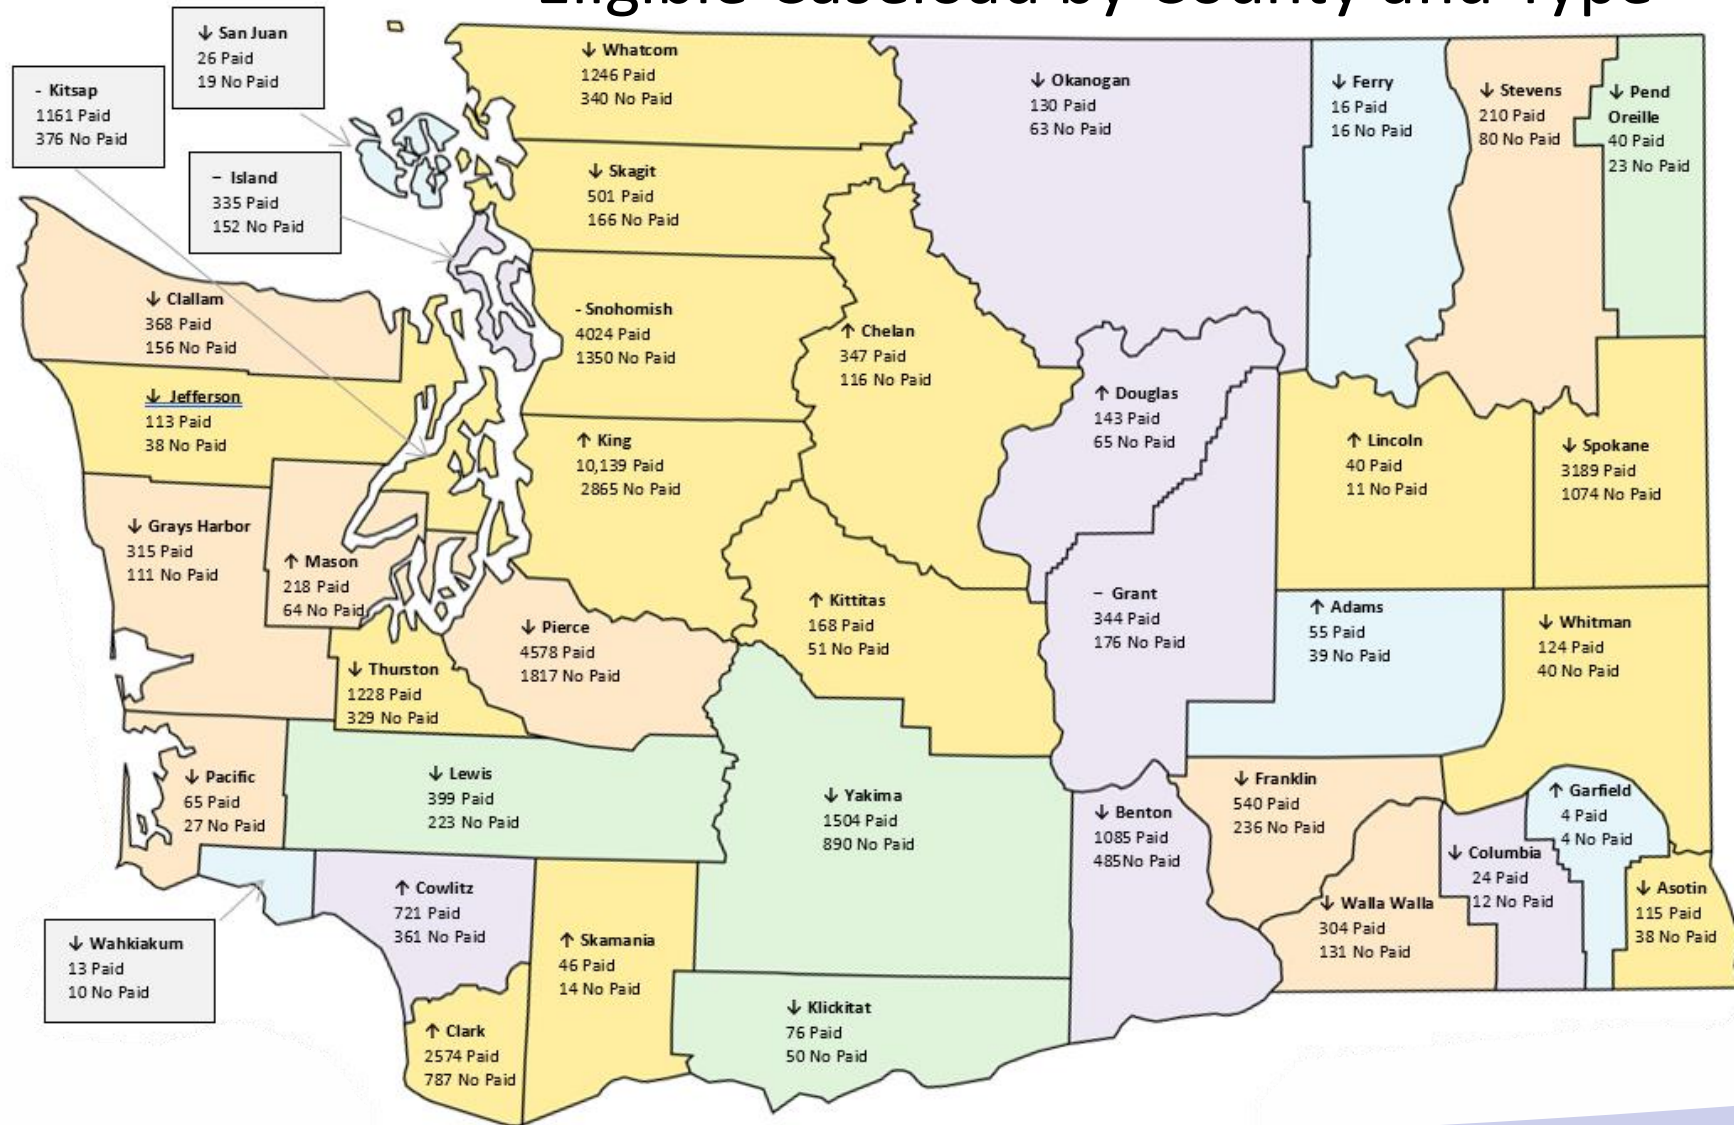 Eligible Caseload by County and Type
↓ San Juan
26 Paid
19 No Paid
- Kitsap
1161 Paid
376 No Paid
– Island
335 Paid
152 No Paid
↓ Whatcom
1246 Paid
340 No Paid
↓ Skagit
501 Paid
166 No Paid
- Snohomish
4024 Paid
1350 No Paid
↓ Okanogan
130 Paid
63 No Paid
↓ Ferry
16 Paid
16 No Paid
↓ Stevens
210 Paid
80 No Paid
↓ Pend
Oreille
40 Paid
23 No Paid
↓ Clallam
368 Paid
156 No Paid
↓ Jefferson
113 Paid
38 No Paid
↑ Chelan
347 Paid
116 No Paid
↑ Douglas
143 Paid
65 No Paid
↑ King
10,139 Paid
2865 No Paid
↑ Lincoln
40 Paid
11 No Paid
↓ Spokane
3189 Paid
1074 No Paid
↓ Grays Harbor
315 Paid
111 No Paid
↑ Mason
218 Paid
64 No Paid
↓ Pierce
4578 Paid
1817 No Paid
↑ Kittitas
168 Paid
51 No Paid
– Grant
344 Paid
176 No Paid
↑ Adams
55 Paid
39 No Paid
↓ Whitman
124 Paid
40 No Paid
↓ Thurston
1228 Paid
329 No Paid
↓ Pacific
65 Paid
27 No Paid
↓ Lewis
399 Paid
223 No Paid
↓ Yakima
1504 Paid
890 No Paid
↓ Benton
1085 Paid
485No Paid
↓ Franklin
540 Paid
236 No Paid
↑ Garfield
4 Paid
4 No Paid
↓ Columbia
24 Paid
12 No Paid
↓ Walla Walla
304 Paid
131 No Paid
↓ Asotin
115 Paid
38 No Paid
↓ Wahkiakum
13 Paid
10 No Paid
↑ Cowlitz
721 Paid
361 No Paid
↑ Skamania
46 Paid
14 No Paid
↑ Clark
2574 Paid
787 No Paid
↓ Klickitat
76 Paid
50 No Paid